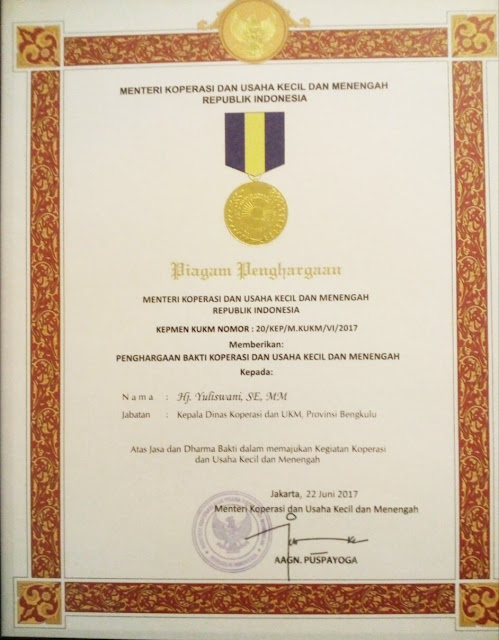 MENTERI KOPERASI DAN USAHA KECIL DAN MENENGAH
REPUBLIK INDONESIA
Piagam Penghargaan
MENTERI KOPERASI DAN USAHA KECIL DAN MENENGAH
REPUBLIK INDONESIA
KEPMEN KUKM NOMOR : 20/KEP/M.KUKM/VI/2017
Memberikan:
PENGHARGAAN BAKTI KOPERASI DAN USAHA KECIL DAN MENENGAH
Kepada:
Nama : Hj. Yuliswani, SE, MM
Jabatan : Kepala Dinas Koperasi dan UKM, Provinsi Bengkulu
Atas Jasa dan Dharma Bakti dalam memajukan Kegiatan Koperasi
dan Usaha Kecil dan Menengah
Jakarta, 22 Juni 2017
Menteri Koperasi dan Usaha Kecil dan Menengah
AAGN. PUSPAYOGA